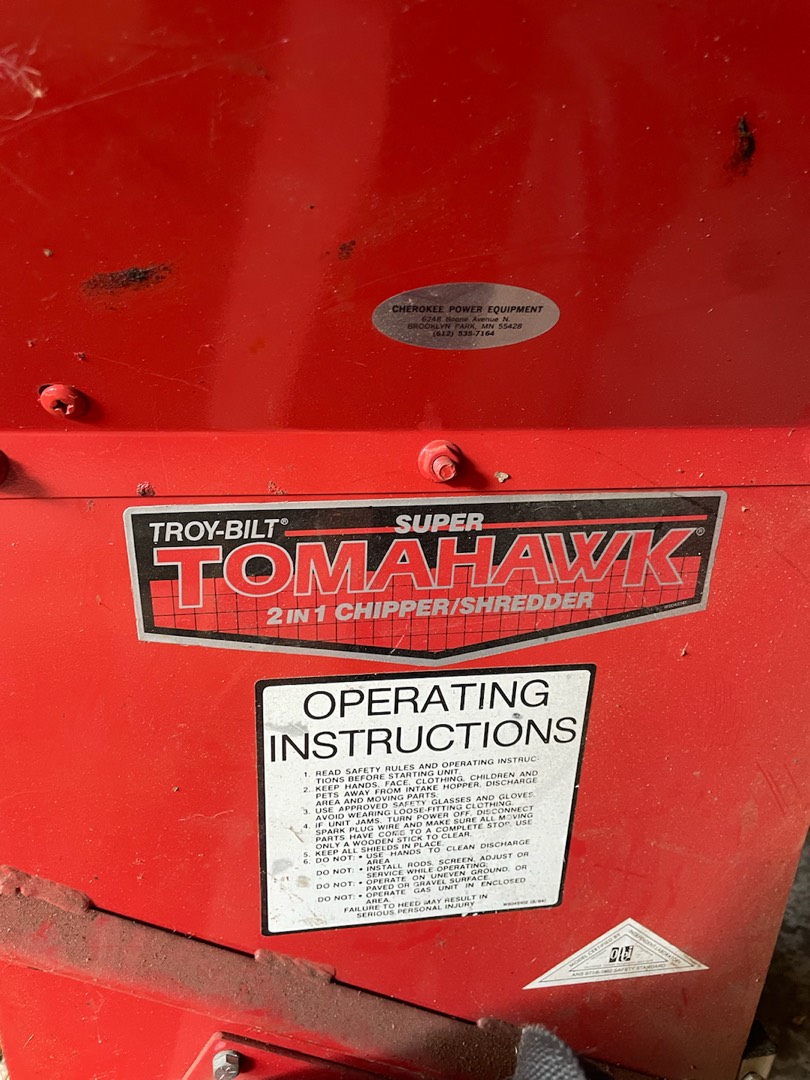 CHEROKEE POWER EQUIPMENT
6248 Boone Avenue N.
BROOKLYN PARK, MN 55428
(612) 535-7164
TROY-BILT®
SUPER
TOMAHAWK®
2 IN 1 CHIPPER/SHREDDER
OPERATING
INSTRUCTIONS
1. READ SAFETY RULES AND OPERATING INSTRUC-
TIONS BEFORE STARTING UNIT.
2. KEEP HANDS, FACE, CLOTHING, CHILDREN AND
PETS AWAY FROM INTAKE HOPPER, DISCHARGE
AREA AND MOVING PARTS.
3. USE APPROVED SAFETY GLASSES AND GLOVES.
AVOID WEARING LOOSE-FITTING CLOTHING.
4. IF UNIT JAMS, TURN POWER OFF, DISCONNECT
SPARK PLUG WIRE AND MAKE SURE ALL MOVING
PARTS HAVE COME TO A COMPLETE STOP. USE
ONLY A WOODEN STICK TO CLEAR.
5. KEEP ALL SHIELDS IN PLACE.
6. DO NOT: • USE HANDS TO CLEAN DISCHARGE
AREA.
DO NOT: • INSTALL RODS, SCREEN, ADJUST OR
SERVICE WHILE OPERATING.
DO NOT: • OPERATE ON UNEVEN GROUND, OR
PAVED OR GRAVEL SURFACE.
DO NOT: • OPERATE GAS UNIT IN ENCLOSED
AREA.
FAILURE TO HEED MAY RESULT IN
SERIOUS PERSONAL INJURY
MODEL CERTIFIED BY
INDEPENDENT LABORATORY
SAFETY STANDARD